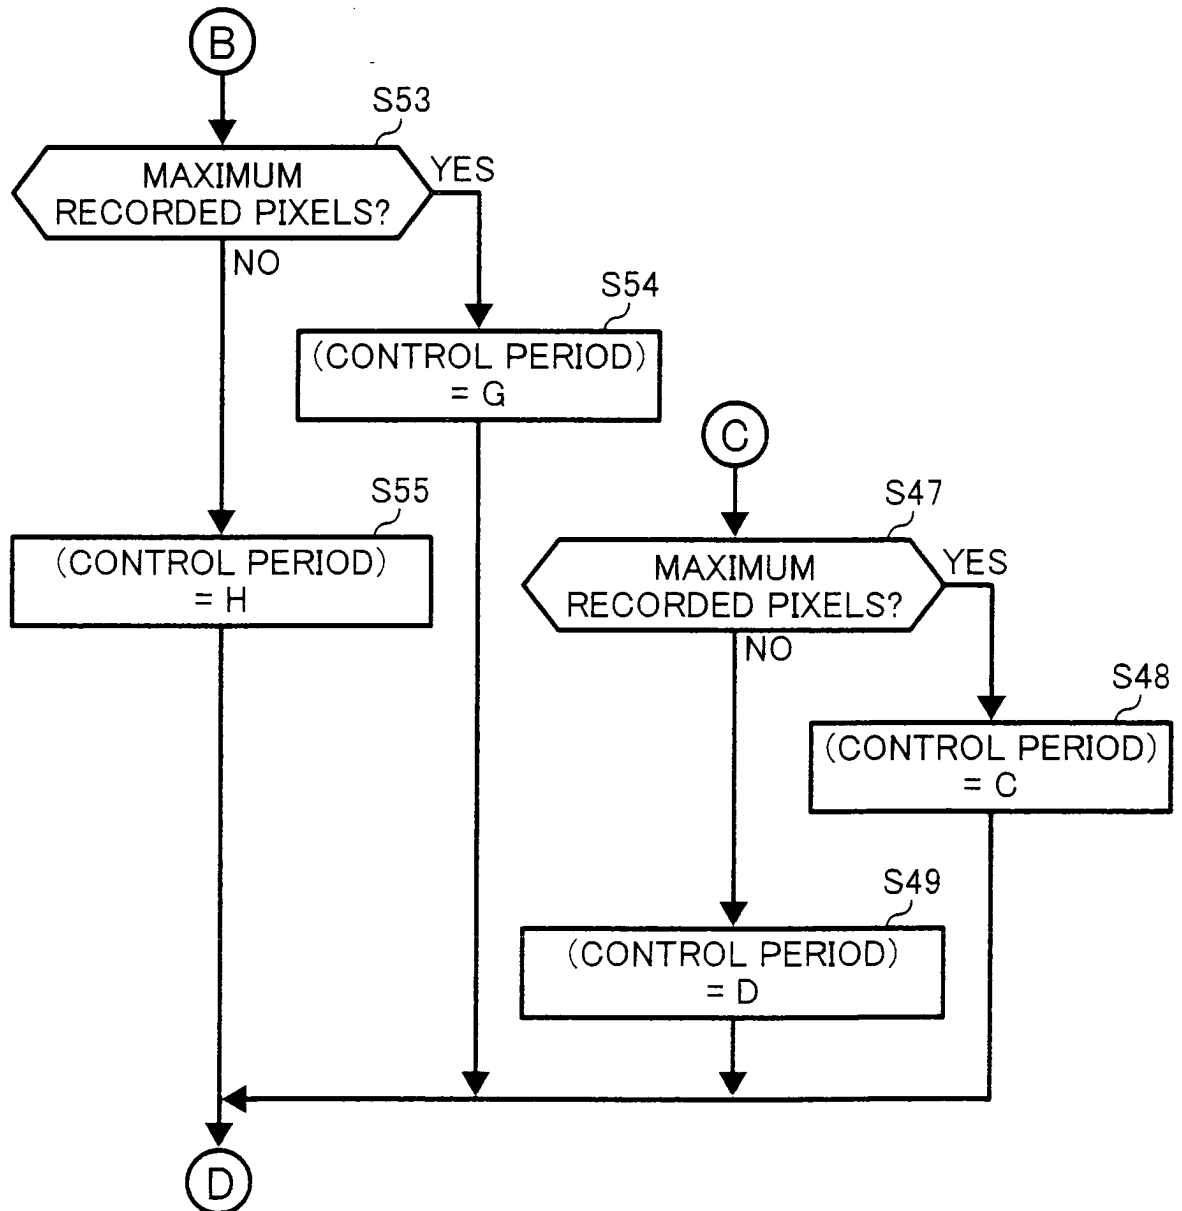 B
S53
MAXIMUM
RECORDED PIXELS?
YES
NO
S54
(CONTROL PERIOD)
= G
C
S55
(CONTROL PERIOD)
= H
S47
MAXIMUM
RECORDED PIXELS?
YES
NO
S48
(CONTROL PERIOD)
= C
S49
(CONTROL PERIOD)
= D
D